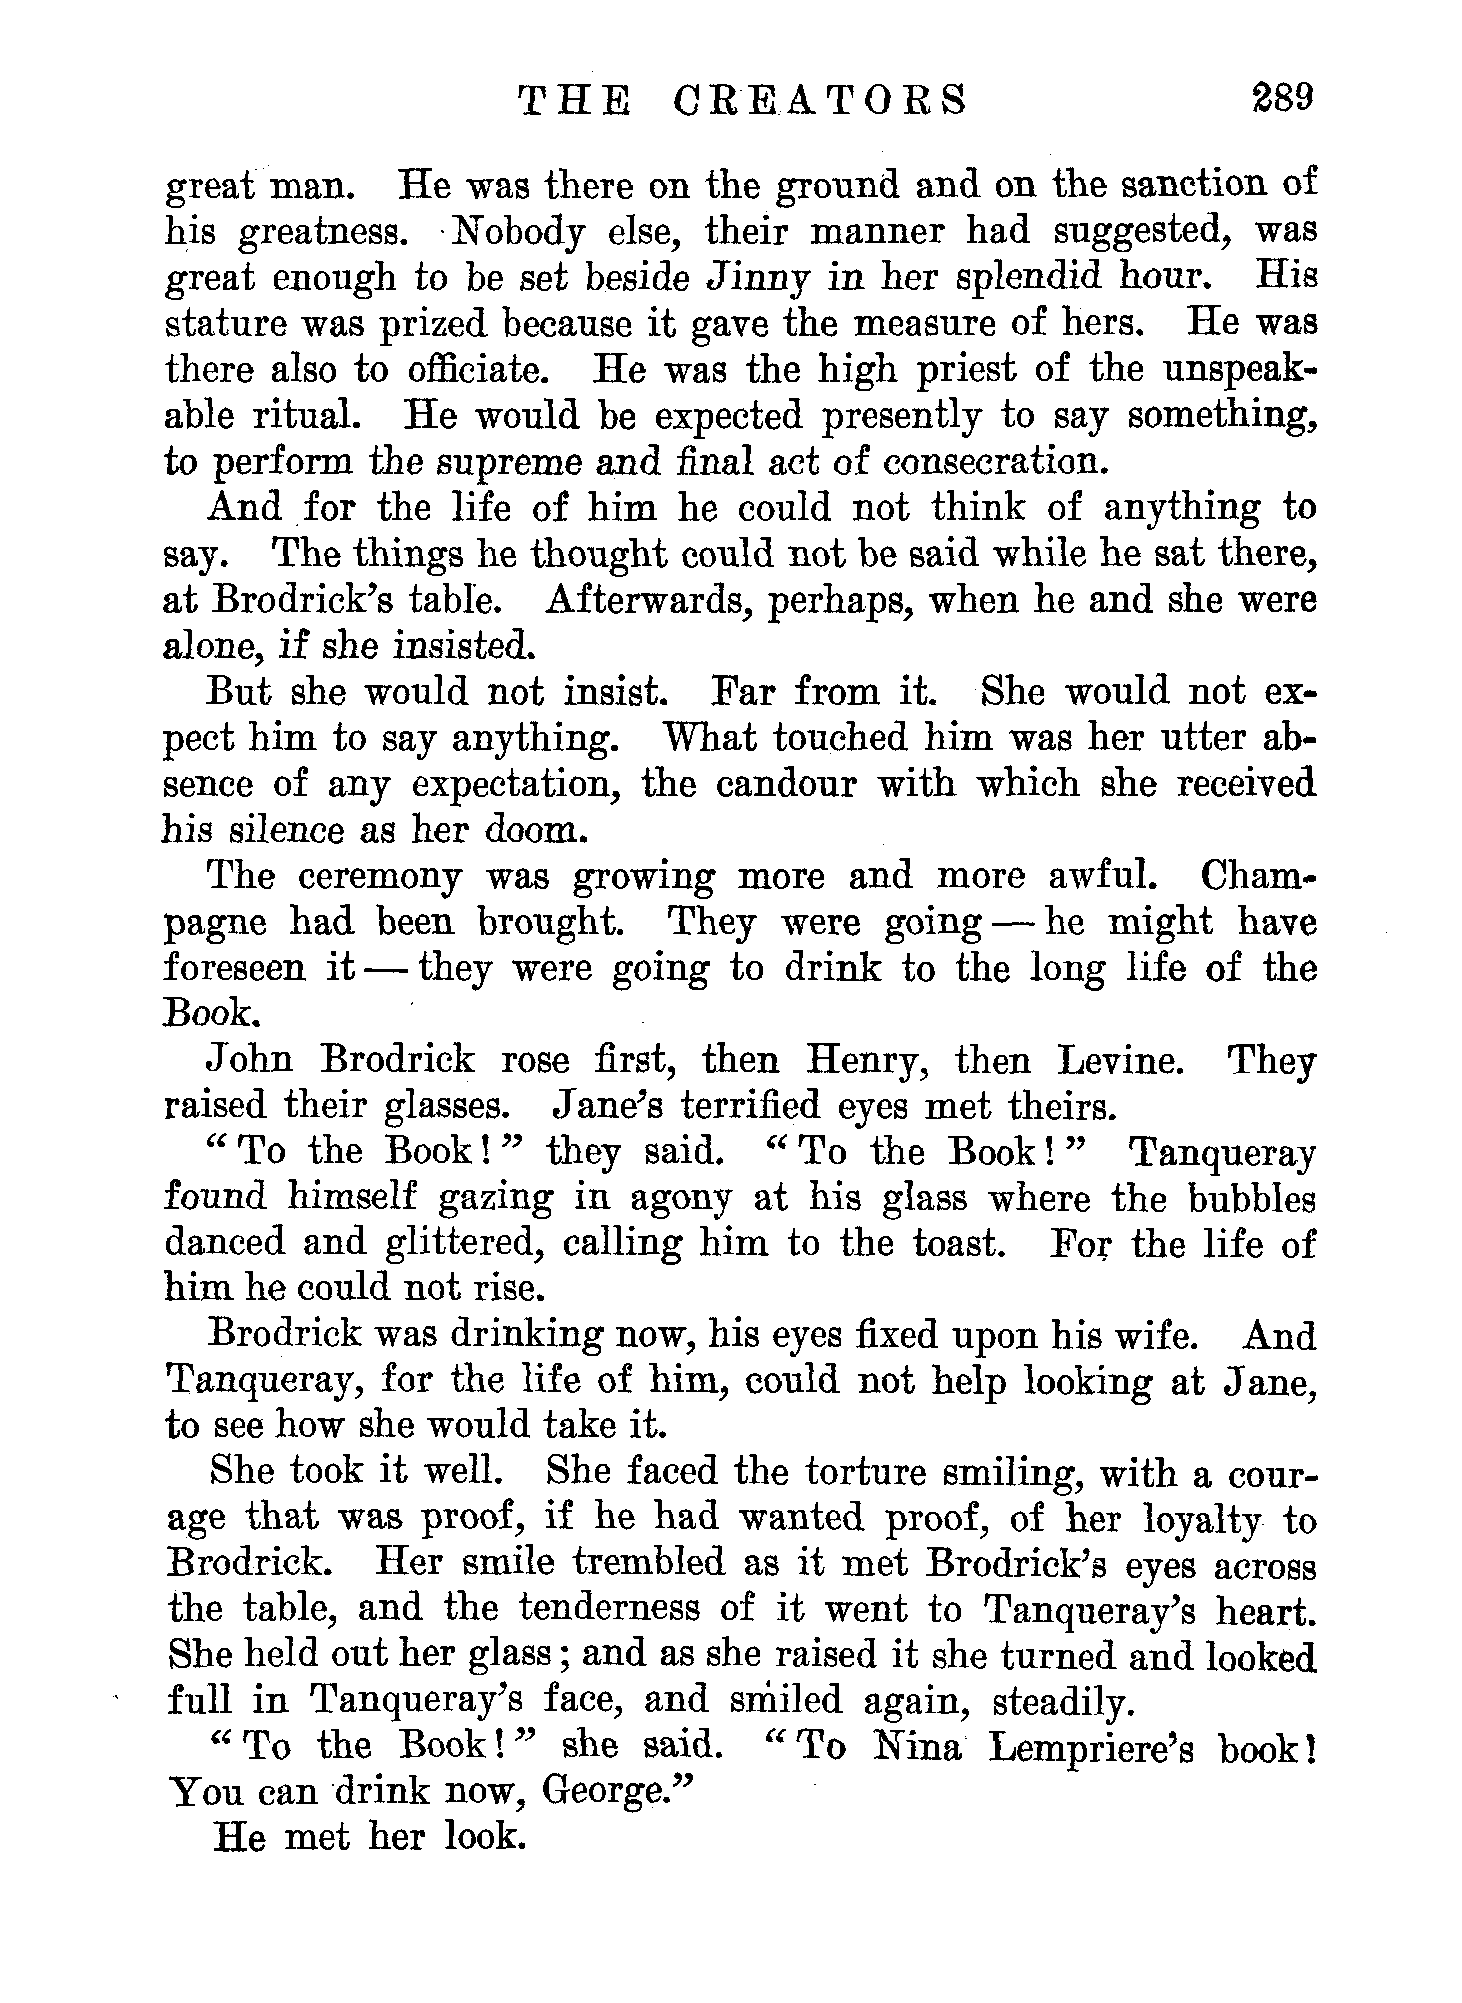 THE CREATORS 289
great man. He was there on the ground and on the sanction of
his greatness. Nobody else, their manner had suggested, was
great enough to be set beside Jinny in her splendid hour. His
stature was prized because it gave the measure of hers. He was
there also to officiate. He was the high priest of the unspeak-
able ritual. He would be expected presently to say something,
to perform the supreme and final act of consecration.
And for the life of him he could not think of anything to
say. The things he thought could not be said while he sat there,
at Brodrick's table. Afterwards, perhaps, when he and she were
alone, if she insisted.
But she would not insist. Far from it. She would not ex-
pect him to say anything. What touched him was her utter ab-
sence of any expectation, the candour with which she received
his silence as her doom.
The ceremony was growing more and more awful. Cham-
pagne had been brought. They were going — he might have
foreseen it — they were going to drink to the long life of the
Book.
John Brodrick rose first, then Henry, then Levine. They
raised their glasses. Jane's terrified eyes met theirs.
"To the Book!" they said. "To the Book!" Tanqueray
found himself gazing in agony at his glass where the bubbles
danced and glittered, calling him to the toast. For the life of
him he could not rise.
Brodrick was drinking now, his eyes fixed upon his wife. And
Tanqueray, for the life of him, could not help looking at Jane,
to see how she would take it.
She took it well. She faced the torture smiling, with a cour-
age that was proof, if he had wanted proof, of her loyalty to
Brodrick. Her smile trembled as it met Brodrick's eyes across
the table, and the tenderness of it went to Tanqueray's heart.
She held out her glass; and as she raised it she turned and looked
full in Tanqueray's face, and smiled again, steadily.
"To the Book!" she said. "To Nina Lempriere's book!
You can drink now, George."
He met her look.